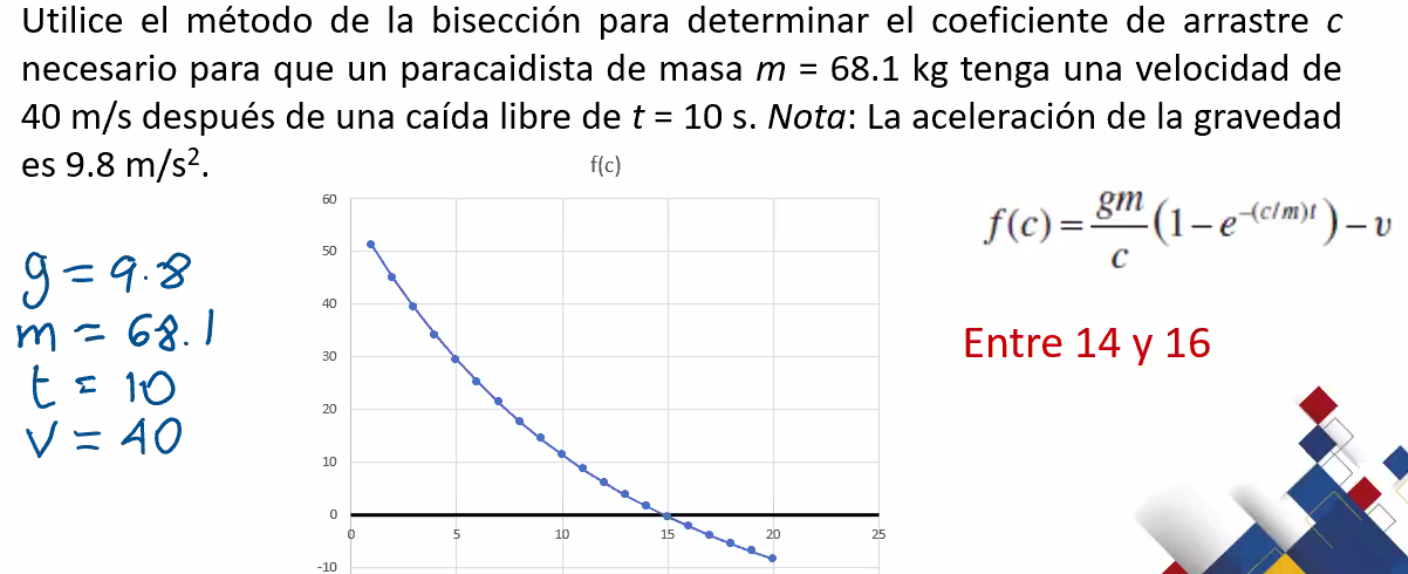 Utilice el método de la bisección para determinar el coeficiente de arrastre c
necesario para que un paracaidista de masa m = 68.1 kg tenga una velocidad de
40 m/s después de una caída libre de t = 10 s. Nota: La aceleración de la gravedad
es 9.8 m/s².
f(c)
60
50
40
30
20
10
0
-10
0 5 10 15 20 25
g = 9.8
m = 68.1
t = 10
v = 40
f(c) = gm/c (1 − e^−(c/m)t) − v
Entre 14 y 16